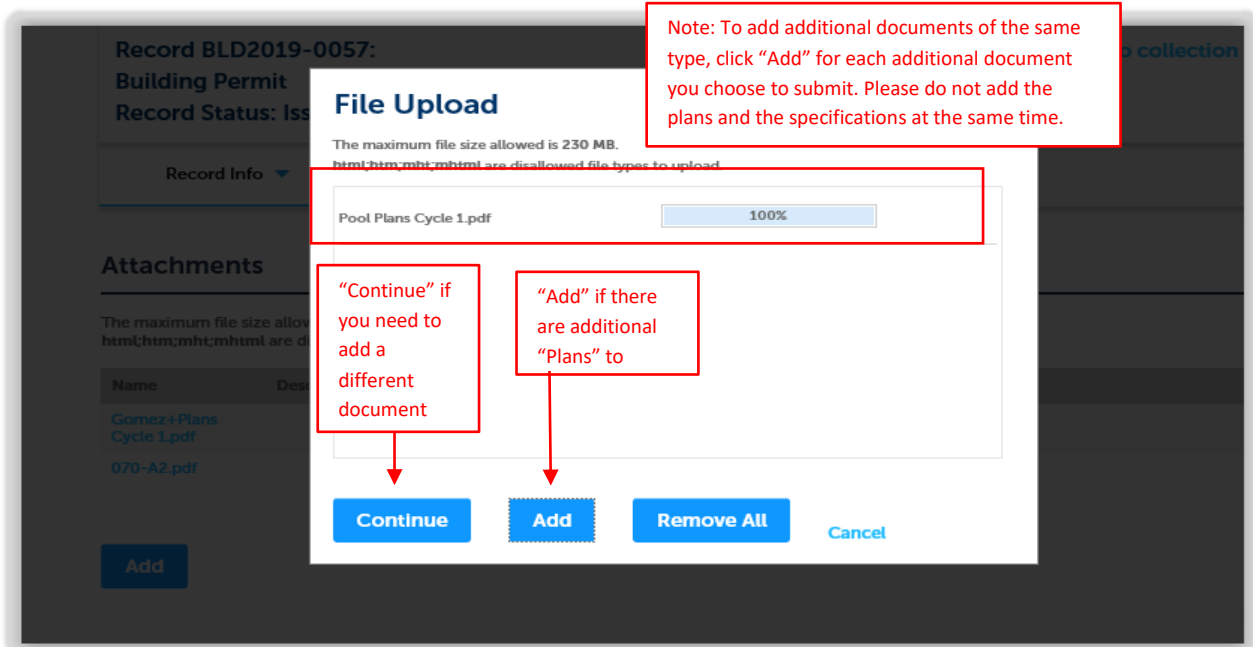 Record BLD2019-0057:
Building Permit
Record Status: Iss
o collection
Record Info
Note: To add additional documents of the same
type, click “Add” for each additional document
you choose to submit. Please do not add the
plans and the specifications at the same time.
File Upload
The maximum file size allowed is 230 MB.
html;htm;mht;mhtml are disallowed file types to upload.
Pool Plans Cycle 1.pdf 100%
“Continue” if
you need to
add a
different
document
“Add” if there
are additional
“Plans” to
Continue Add Remove All Cancel
Attachments
The maximum file size allow
html;htm;mht;mhtml are di
Name Desc
Gomez+Plans
Cycle 1.pdf
070-A2.pdf
Add